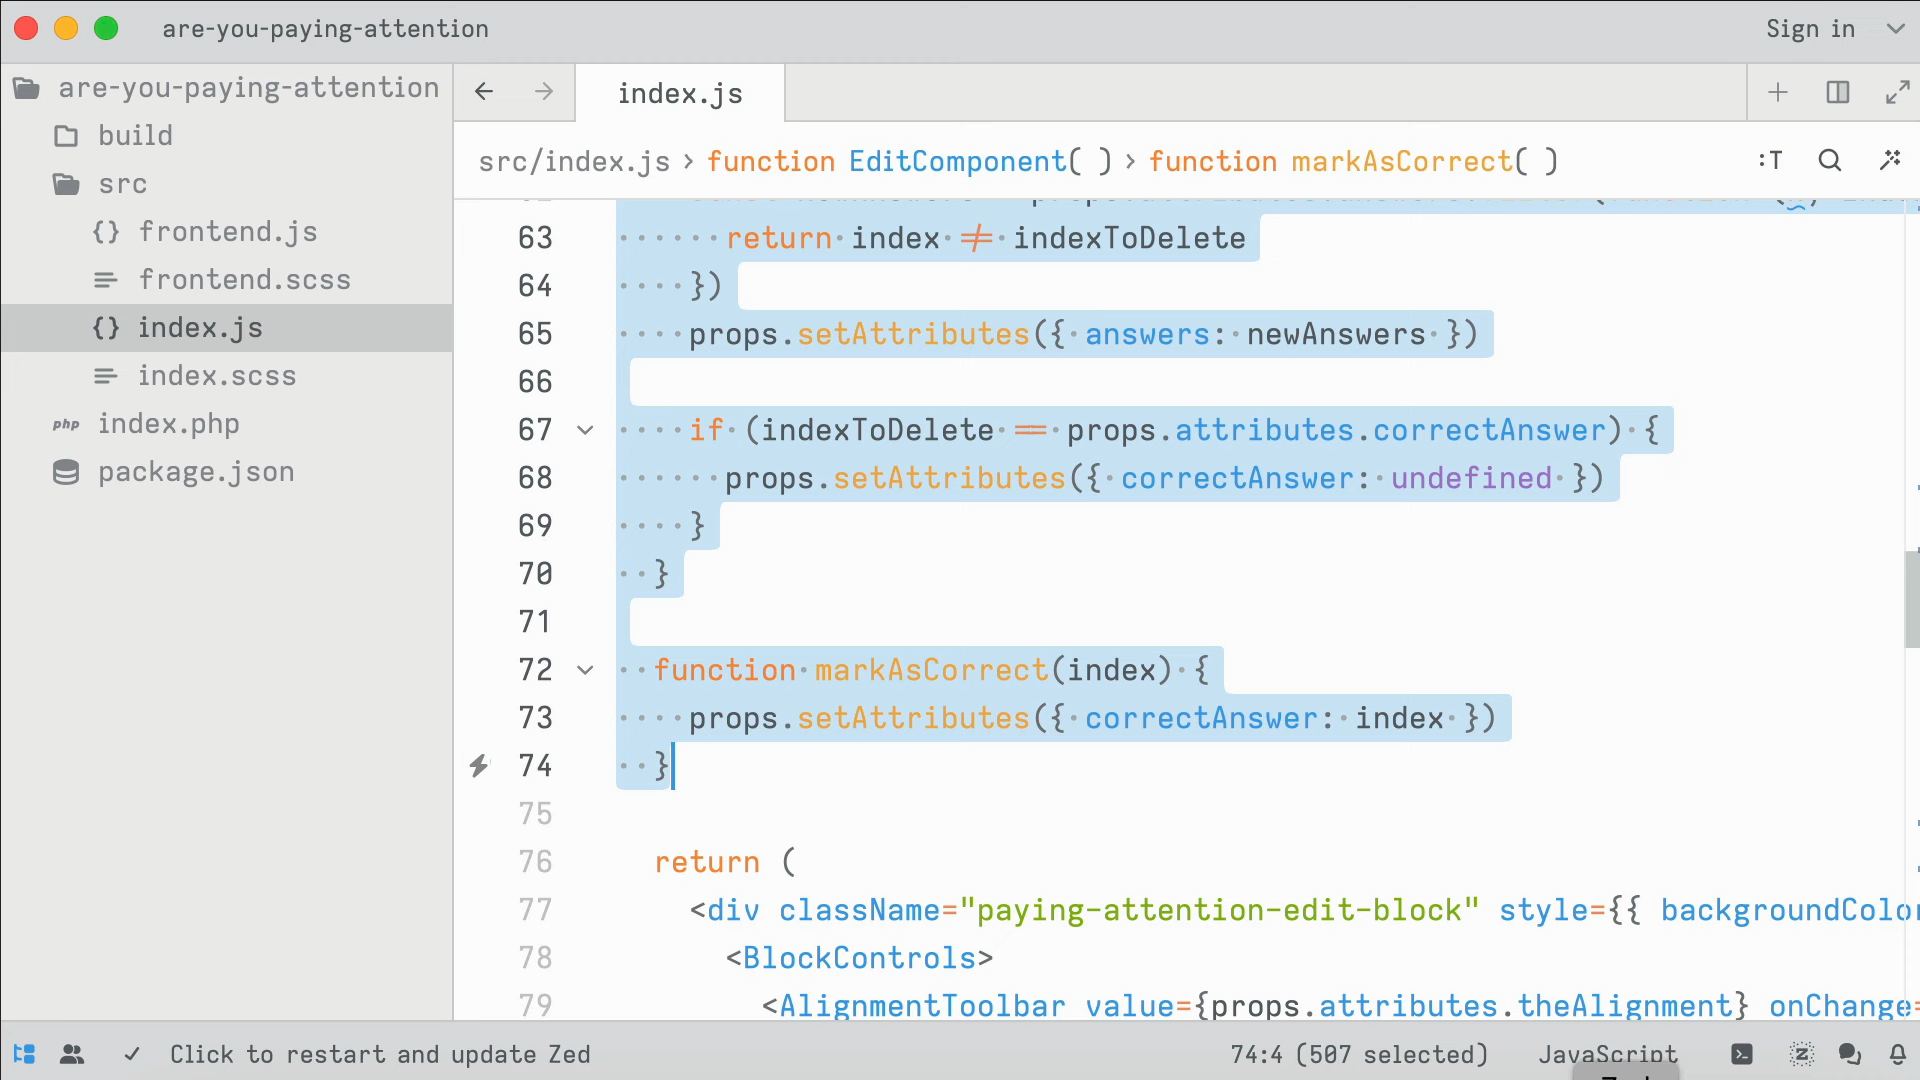 are-you-paying-attention
Sign in
are-you-paying-attention
build
src
frontend.js
frontend.scss
index.js
index.scss
index.php
package.json
index.js
src/index.js › function EditComponent( ) › function markAsCorrect( )
63 return index ≠ indexToDelete
64 })
65 props.setAttributes({ answers: newAnswers })
66
67 if (indexToDelete == props.attributes.correctAnswer) {
68 props.setAttributes({ correctAnswer: undefined })
69 }
70 }
71
72 function markAsCorrect(index) {
73 props.setAttributes({ correctAnswer: index })
74 }
75
76 return (
77 <div className="paying-attention-edit-block" style={{ backgroundColor
78 <BlockControls>
79 <AlignmentToolbar value={props.attributes.theAlignment} onChange=
Click to restart and update Zed
74:4 (507 selected)
JavaScript